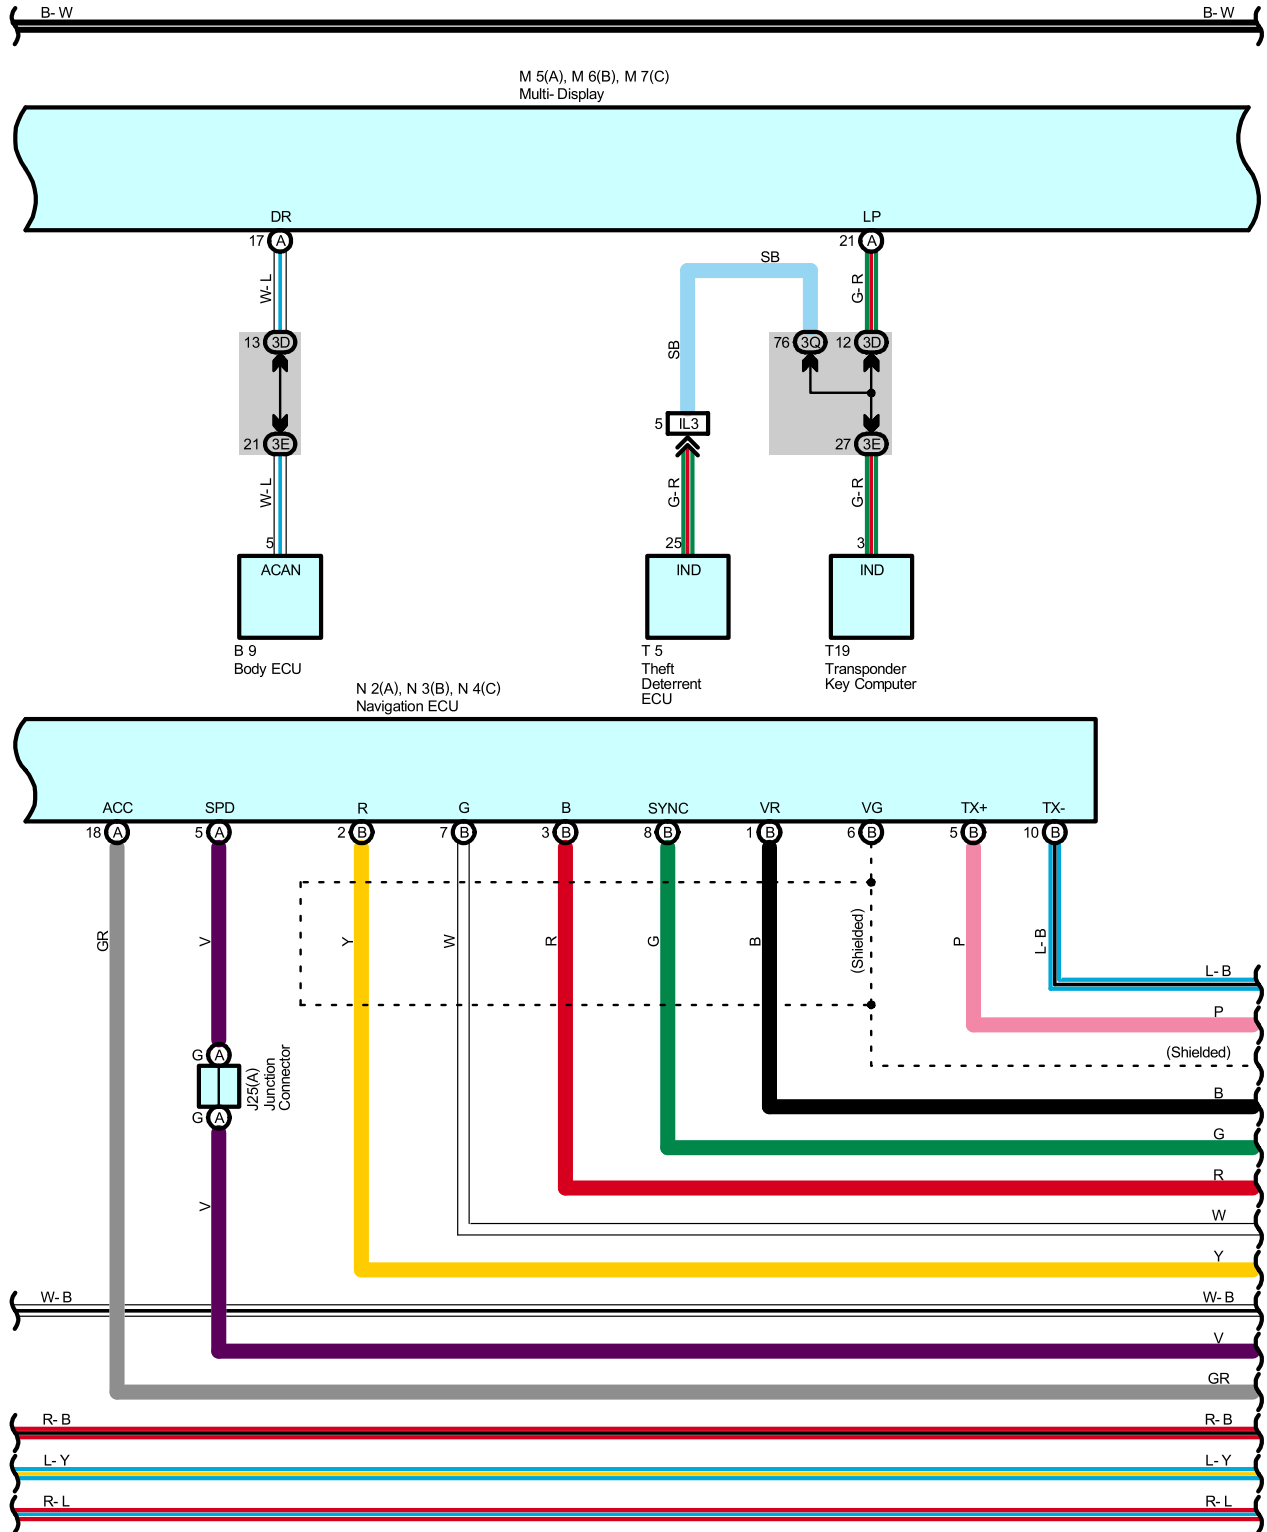 B- W B- W
M 5(A), M 6(B), M 7(C)
Multi- Display
DR LP
17 A 21 A
SB
W- L G- R
SB
13 3D 76 3Q 12 3D
5 IL3
21 3E 27 3E
W- L G- R G- R
5 25 3
ACAN IND IND
B 9
Body ECU
T 5
Theft
Deterrent
ECU
T19
Transponder
Key Computer
N 2(A), N 3(B), N 4(C)
Navigation ECU
ACC SPD R G B SYNC VR VG TX+ TX-
18 A 5 A 2 B 7 B 3 B 8 B 1 B 6 B 5 B 10 B
GR V Y W R G B (Shielded) P L- B
L- B
P
(Shielded)
G A
J25(A)
Junction
Connector
G A
B
G
R
V
W
Y
W- B W- B
V
GR
R- B R- B
L- Y L- Y
R- L R- L